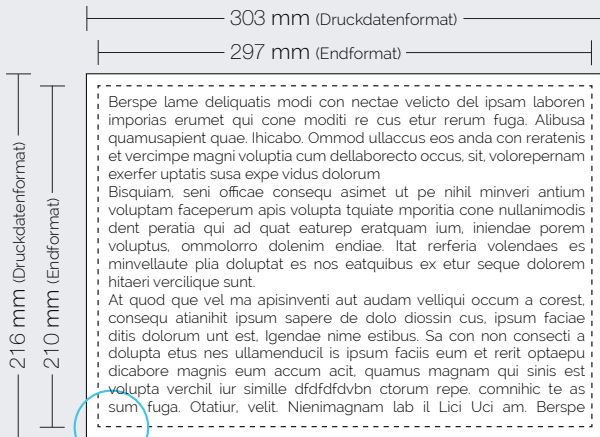 303 mm (Druckdatenformat)
297 mm (Endformat)
216 mm (Druckdatenformat)
210 mm (Endformat)
Berspe lame deliquatis modi con nectae velicto del ipsam laborem
imporias erumet qui cone moditi re cus etur rerum fuga. Alibusa
quamusapient quae. Ihicabo. Ommod ullaccus eos anda con reratenis
et vercimpe magni voluptia cum dellaborecto occus, sit, volorepernam
exerfer uptatis susa expe vidus dolorum
Bisquiam, seni officae consequ asimet ut pe nihil minveri antium
voluptam faceperum apis volupta tquiate mporitia cone nullanimodis
dent peratia qui ad quat eaturep eratquam ium, iniendae porem
voluptus, ommolorro dolenim endiae. Itat rerferia volendaes es
minvellaute plia doluptat es nos eatquibus ex etur seque dolorem
hitaeri vercilique sunt.
At quod que vel ma apisinventi aut audam velliqui occum a corest,
consequ atianihit ipsum sapere de dolo diossin cus, ipsum faciae
ditis dolorum unt est, Igendae nime estibus. Sa con non consecti a
dolupta etus nes ullamenducil is ipsum faciis eum et rerit optaepu
dicabore magnis eum accum acit, quamus magnam qui sinis est
volupta verchil iur simille dfdfdfdvbn ctorum repe. comnihic te as
sum fuga. Otatiur, velit. Nienimagnam lab il Lici Uci am. Berspe